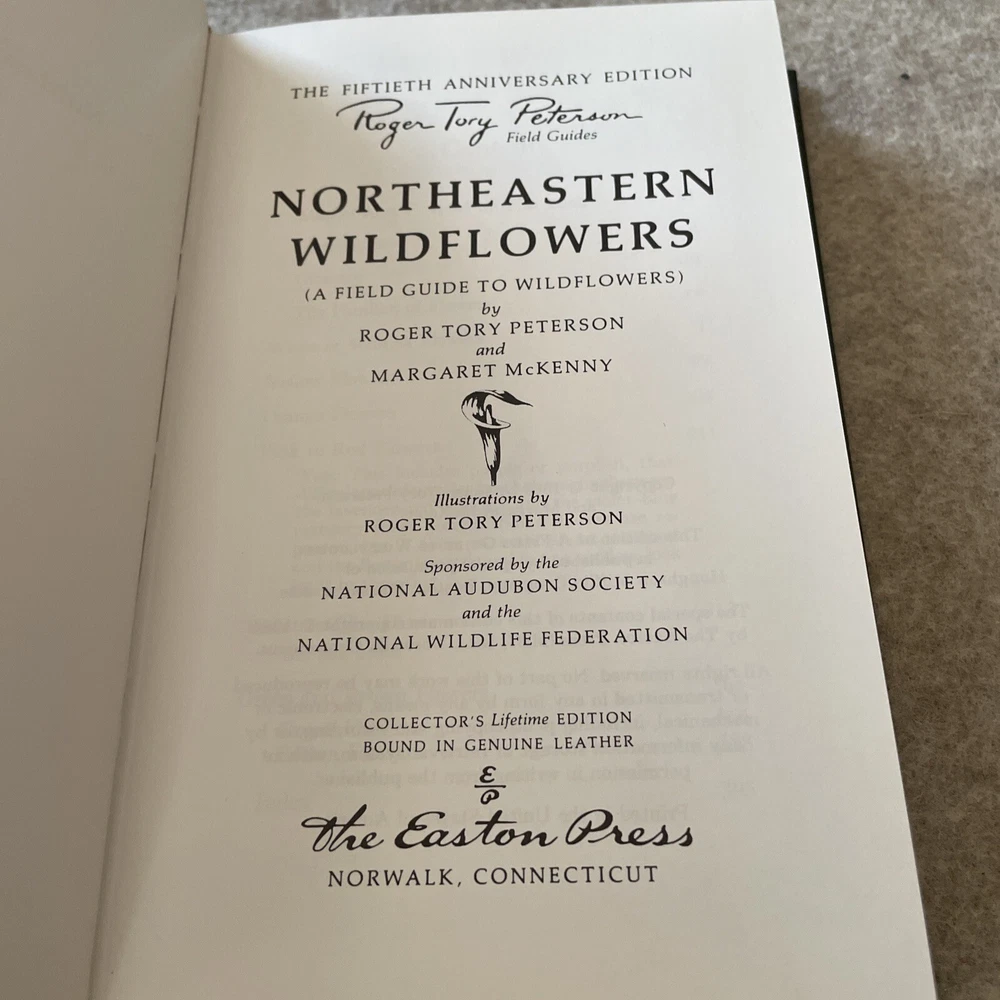 THE FIFTIETH ANNIVERSARY EDITION
Roger Tory Peterson
Field Guides
NORTHEASTERN
WILDFLOWERS
(A FIELD GUIDE TO WILDFLOWERS)
by
ROGER TORY PETERSON
and
MARGARET McKENNY
Illustrations by
ROGER TORY PETERSON
Sponsored by the
NATIONAL AUDUBON SOCIETY
and the
NATIONAL WILDLIFE FEDERATION
COLLECTOR'S Lifetime EDITION
BOUND IN GENUINE LEATHER
E
P
The Easton Press
NORWALK, CONNECTICUT